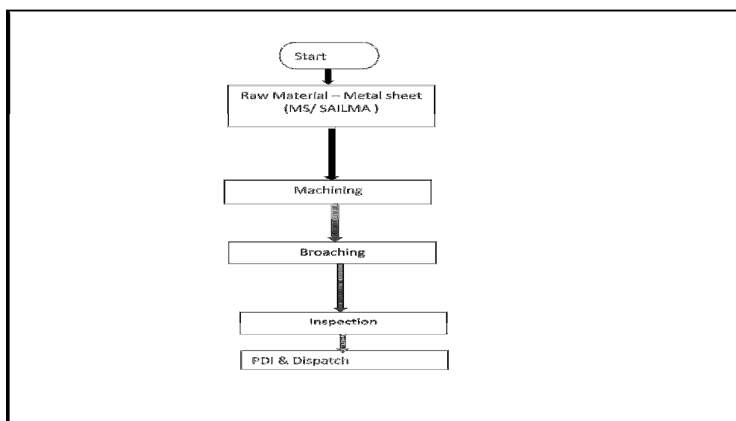 Start
Raw Material – Metal sheet
(MS/ SAILMA )
Machining
Broaching
Inspection
PDI & Dispatch